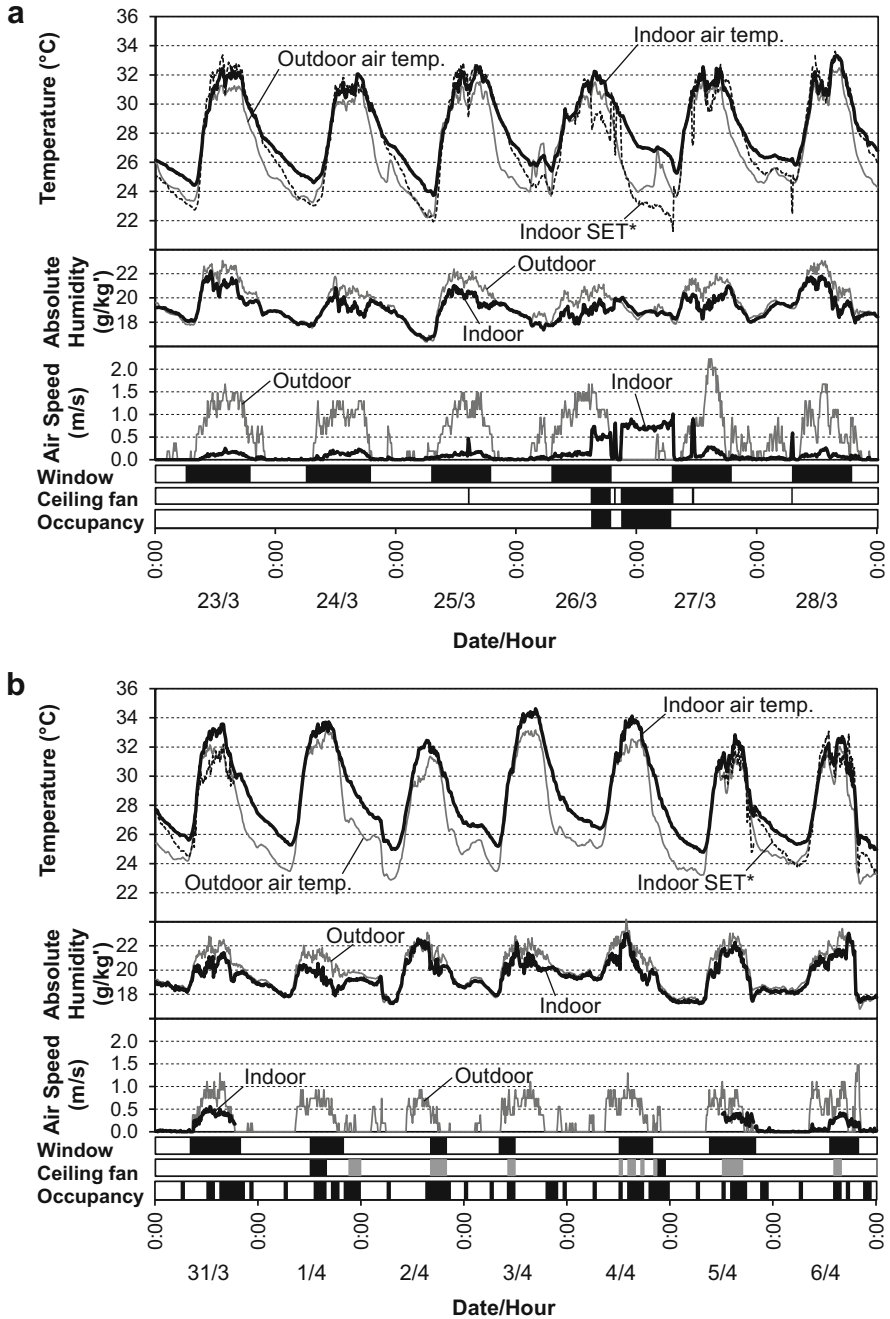 a
Temperature (°C)
36
34
32
30
28
26
24
22
Outdoor air temp.
Indoor air temp.
Indoor SET*
Absolute
Humidity
(g/kg')
22
20
18
Outdoor
Indoor
Air Speed
(m/s)
2.0
1.5
1.0
0.5
0.0
Outdoor
Indoor
Window
Ceiling fan
Occupancy
0:00
0:00
0:00
0:00
0:00
0:00
0:00
23/3
24/3
25/3
26/3
27/3
28/3
Date/Hour
b
Temperature (°C)
36
34
32
30
28
26
24
22
Indoor air temp.
Outdoor air temp.
Indoor SET*
Absolute
Humidity
(g/kg')
22
20
18
Outdoor
Indoor
Air Speed
(m/s)
2.0
1.5
1.0
0.5
0.0
Indoor
Outdoor
Window
Ceiling fan
Occupancy
0:00
0:00
0:00
0:00
0:00
0:00
0:00
0:00
31/3
1/4
2/4
3/4
4/4
5/4
6/4
Date/Hour